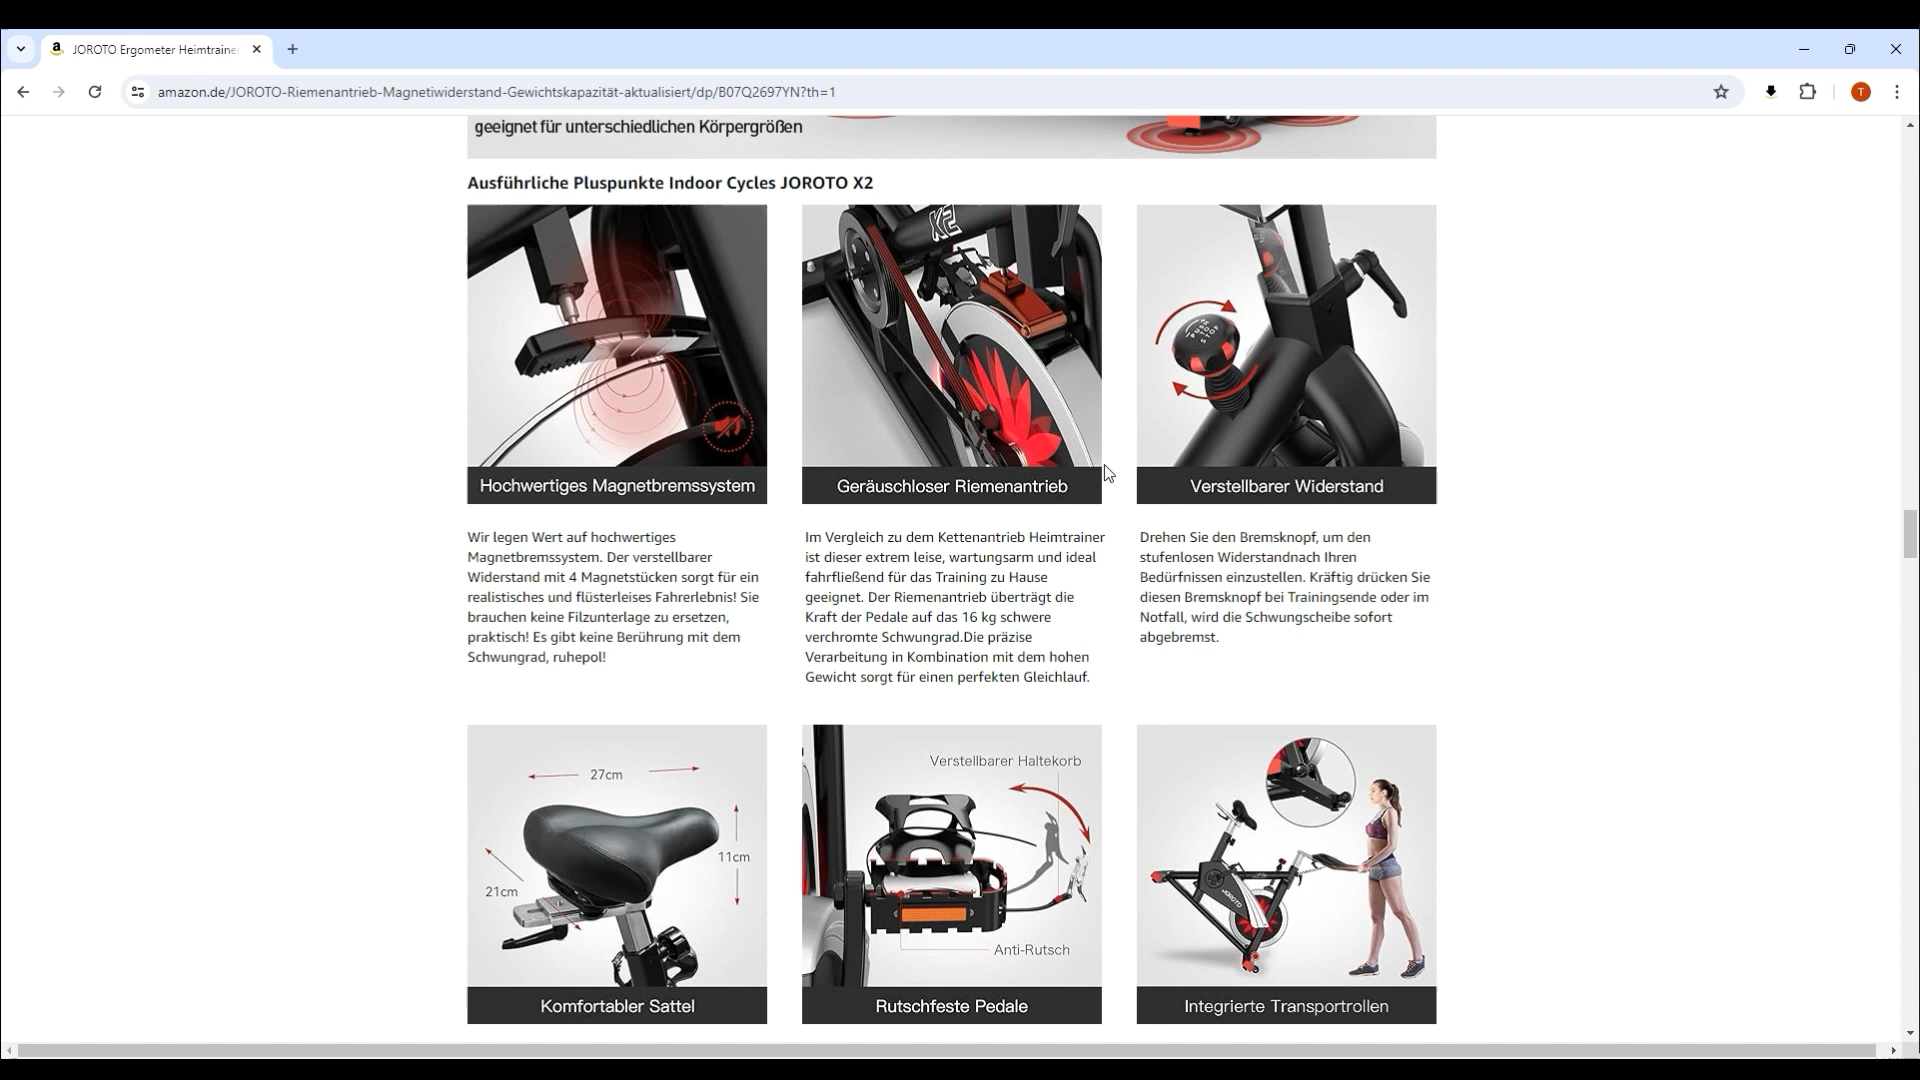 JOROTO Ergometer Heimtraine
amazon.de/JOROTO-Riemenantrieb-Magnetiwiderstand-Gewichtskapazität-aktualisiert/dp/B07Q2697YN?th=1
T
geeignet für unterschiedlichen Körpergrößen
Ausführliche Pluspunkte Indoor Cycles JOROTO X2
X2
PUSH STOP
Hochwertiges Magnetbremssystem
Geräuschloser Riemenantrieb
Verstellbarer Widerstand
Wir legen Wert auf hochwertiges
Magnetbremssystem. Der verstellbarer
Widerstand mit 4 Magnetstücken sorgt für ein
realistisches und flüsterleises Fahrerlebnis! Sie
brauchen keine Filzunterlage zu ersetzen,
praktisch! Es gibt keine Berührung mit dem
Schwungrad, ruhepol!
Im Vergleich zu dem Kettenantrieb Heimtrainer
ist dieser extrem leise, wartungsarm und ideal
fahrfließend für das Training zu Hause
geeignet. Der Riemenantrieb überträgt die
Kraft der Pedale auf das 16 kg schwere
verchromte Schwungrad.Die präzise
Verarbeitung in Kombination mit dem hohen
Gewicht sorgt für einen perfekten Gleichlauf.
Drehen Sie den Bremsknopf, um den
stufenlosen Widerstandnach Ihren
Bedürfnissen einzustellen. Kräftig drücken Sie
diesen Bremsknopf bei Trainingsende oder im
Notfall, wird die Schwungscheibe sofort
abgebremst.
27cm
11cm
21cm
Komfortabler Sattel
Verstellbarer Haltekorb
Anti-Rutsch
Rutschfeste Pedale
JOROTO
Integrierte Transportrollen